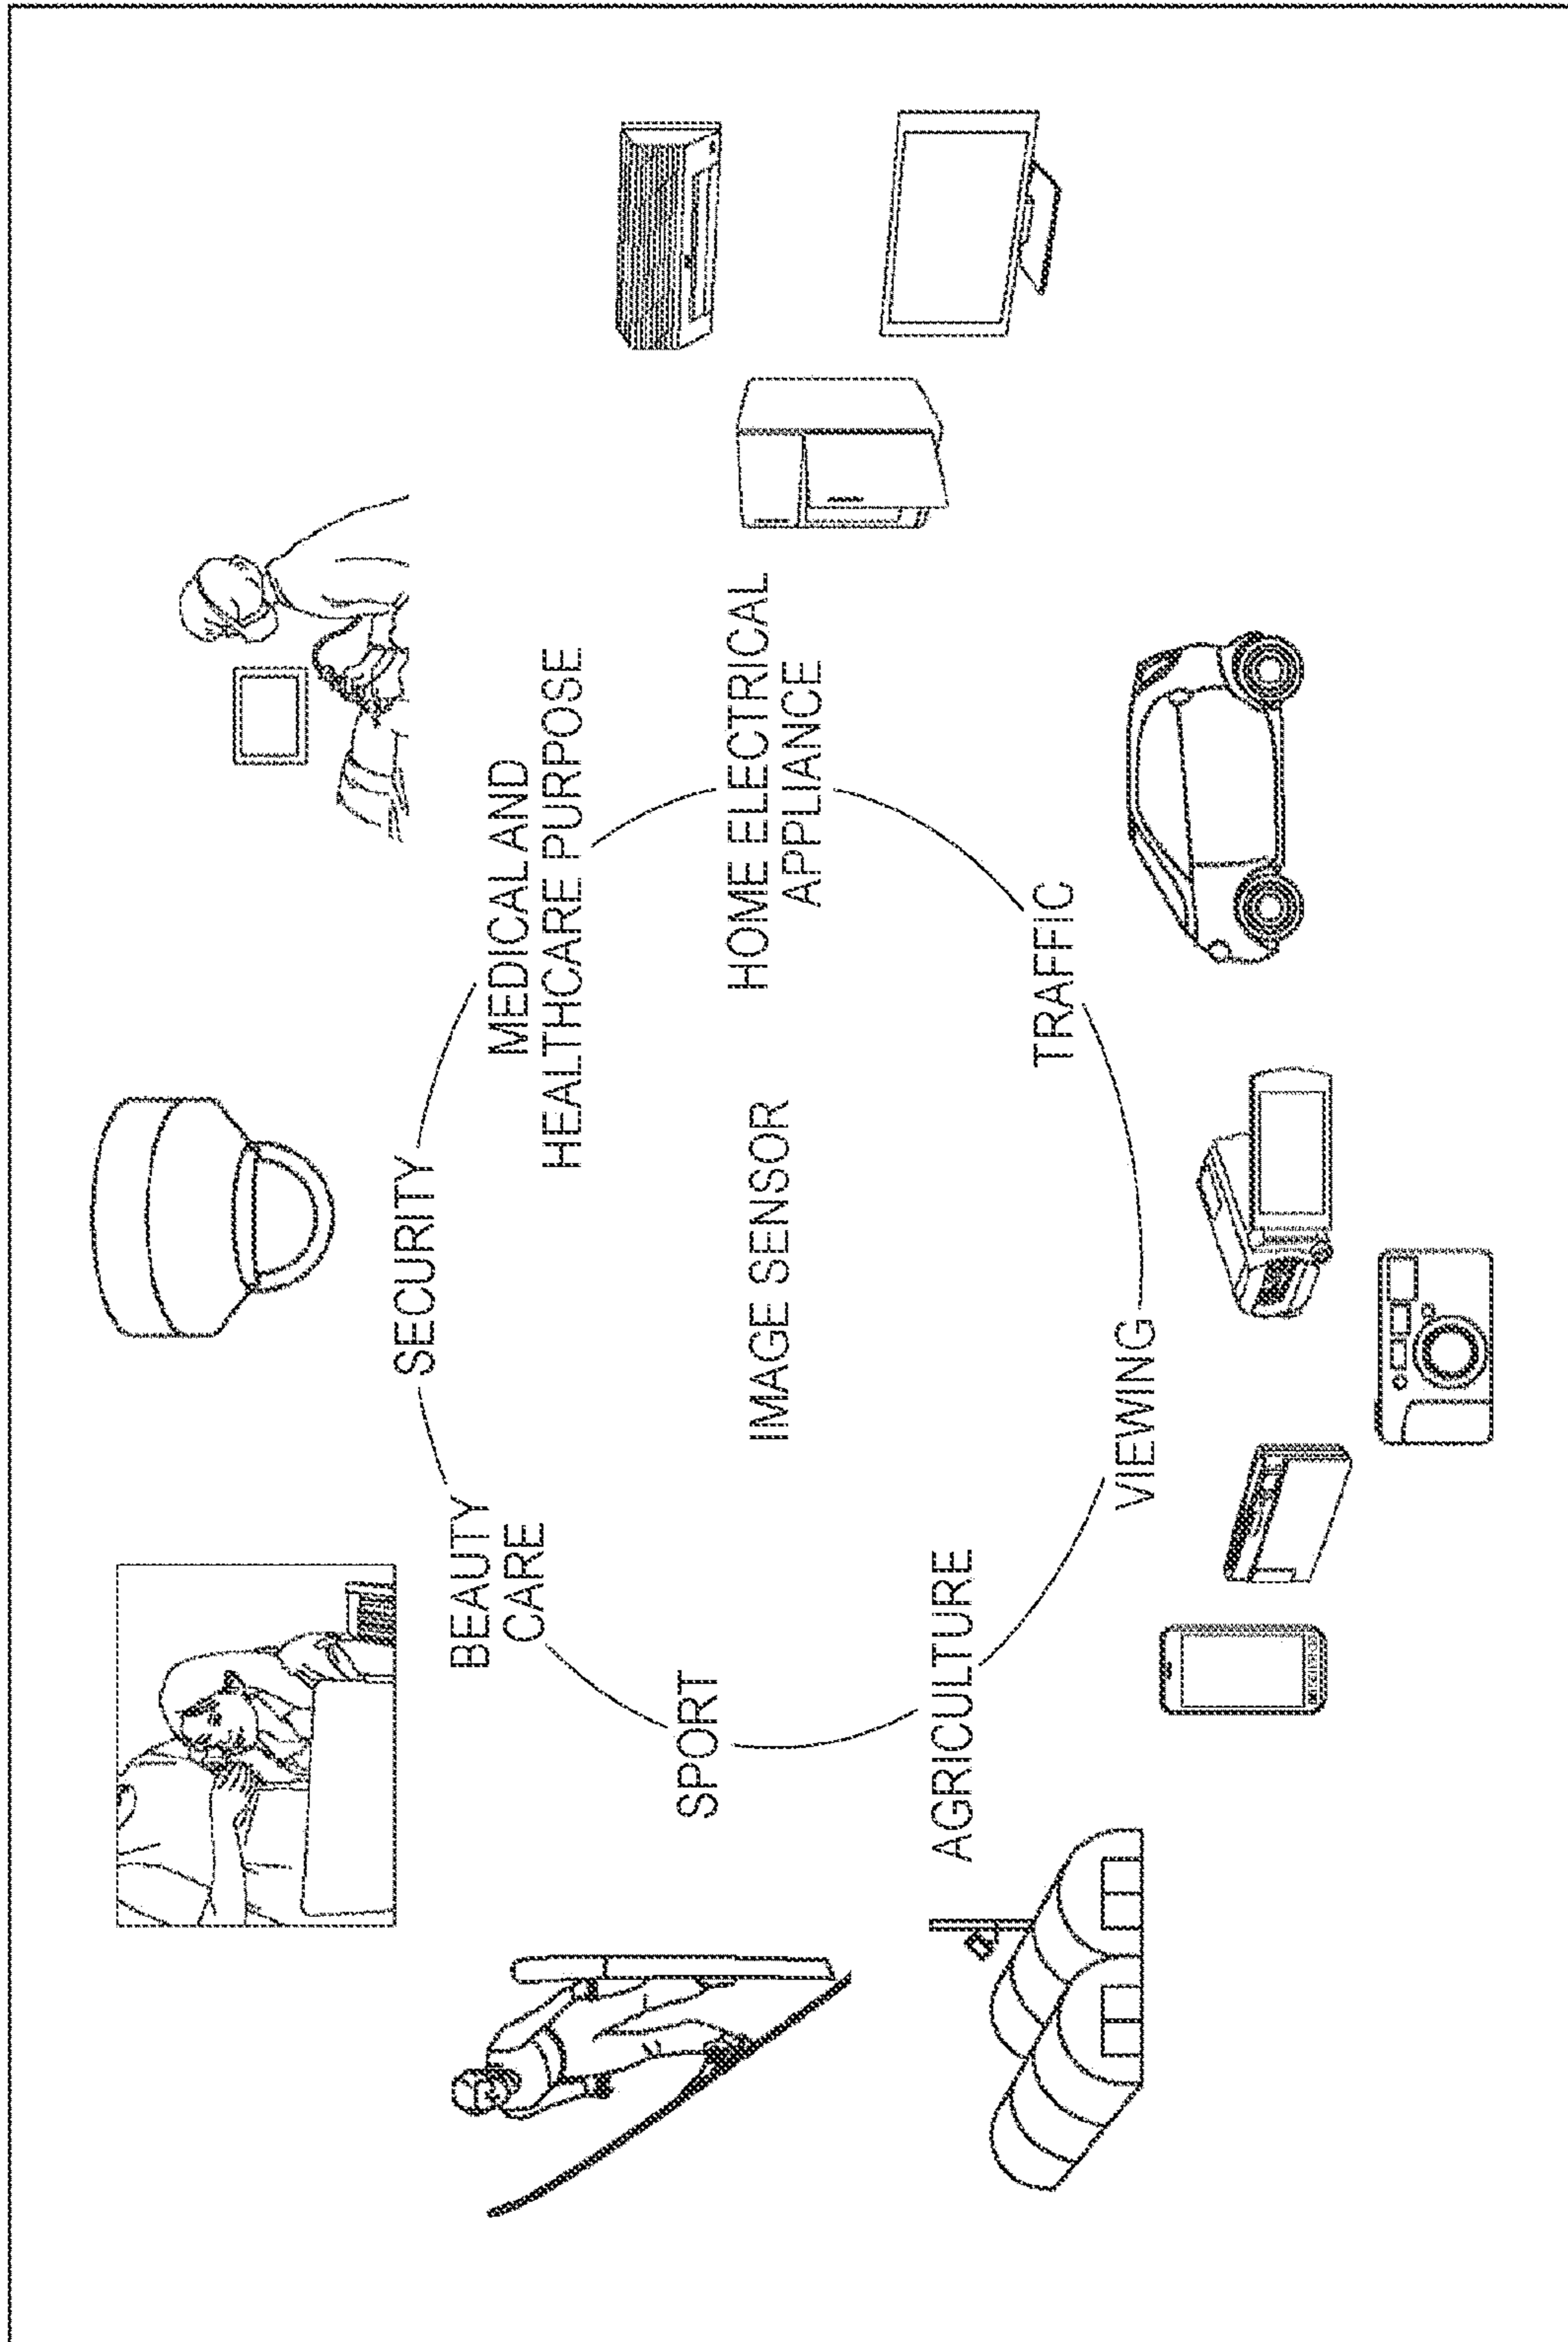 SECURITY
MEDICAL AND
HEALTHCARE PURPOSE
HOME ELECTRICAL
APPLIANCE
TRAFFIC
VIEWING
AGRICULTURE
SPORT
BEAUTY
CARE
IMAGE SENSOR